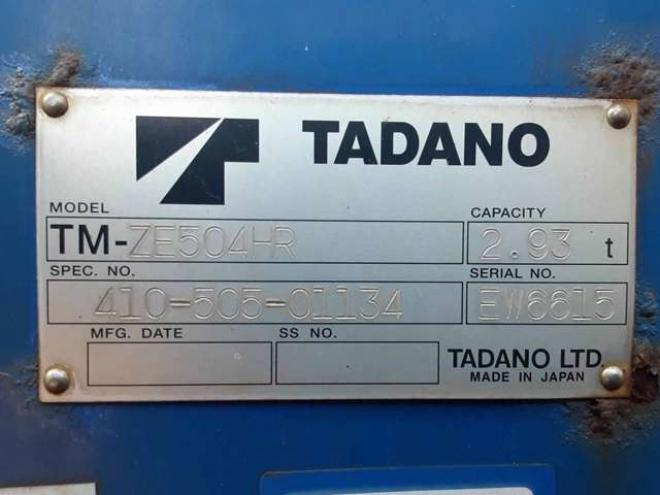 TADANO
MODEL
TM-ZE504HR
CAPACITY
2.93 t
SPEC. NO.
410-505-01134
SERIAL NO.
EW6615
MFG. DATE
SS NO.
TADANO LTD.
MADE IN JAPAN